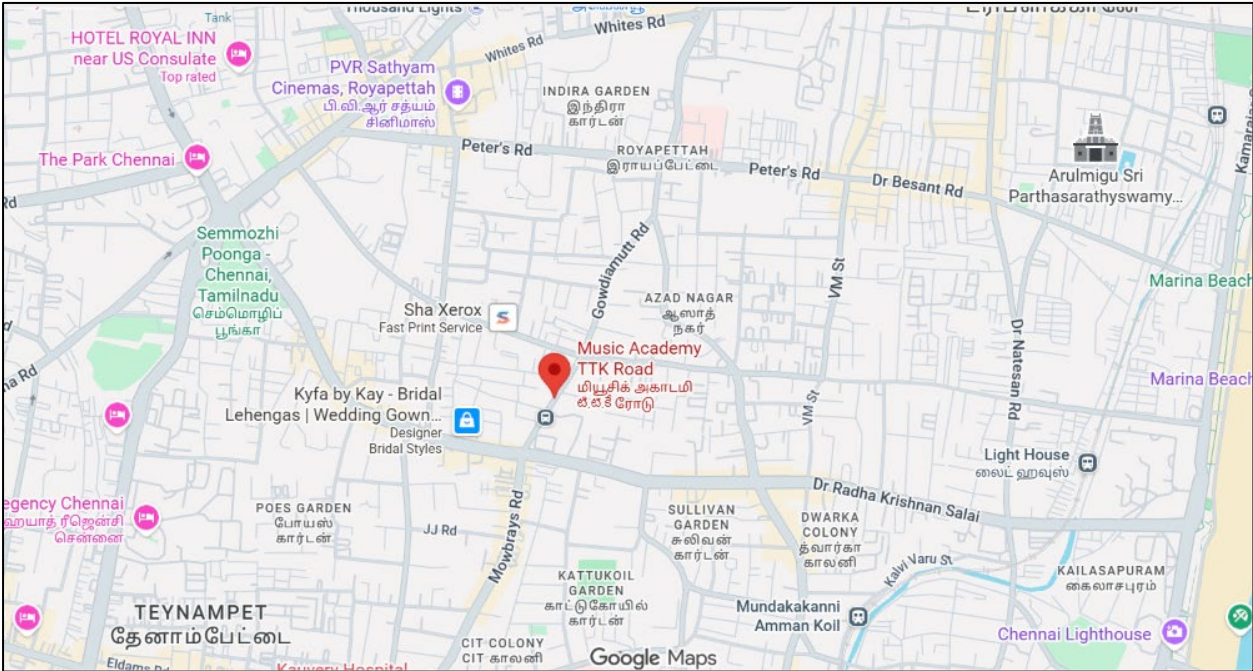 Thousand Lights
Tank
HOTEL ROYAL INN
near US Consulate
Top rated
Whites Rd
Whites Rd
PVR Sathyam
Cinemas, Royapettah
பி.வி.ஆர் சத்யம்
சினிமாஸ்
INDIRA GARDEN
இந்திரா
கார்டன்
The Park Chennai
Peter's Rd
ROYAPETTAH
இராயப்பேட்டை
Peter's Rd
Dr Besant Rd
Arulmigu Sri
Parthasarathyswamy...
Rd
Semmozhi
Poonga -
Chennai,
Tamilnadu
செம்மொழிப்
பூங்கா
Gowdiamutt Rd
VM St
Marina Beach
Sha Xerox
Fast Print Service
AZAD NAGAR
ஆஸாத்
நகர்
Dr Natesan Rd
Music Academy
TTK Road
மியூசிக் அகாடமி
டீ.டீ.கீ ரோடு
Marina Beach
Kyfa by Kay - Bridal
Lehengas | Wedding Gown...
Designer
Bridal Styles
VM St
Light House
லைட் ஹவுஸ்
Dr Radha Krishnan Salai
egency Chennai
ஹயாத் ரீஜென்சி
சென்னை
POES GARDEN
போயஸ்
கார்டன்
JJ Rd
Mowbrays Rd
SULLIVAN
GARDEN
சுலிவன்
கார்டன்
DWARKA
COLONY
த்வார்கா
காலனி
Kalvi Varu St
KAILASAPURAM
கைலாசபுரம்
KATTUKOIL
GARDEN
காட்டுகோயில்
கார்டன்
TEYNAMPET
தேனாம்பேட்டை
Mundakakanni
Amman Koil
Chennai Lighthouse
CIT COLONY
CIT காலனி
Eldams Rd
Kauvery Hospital
Google Maps